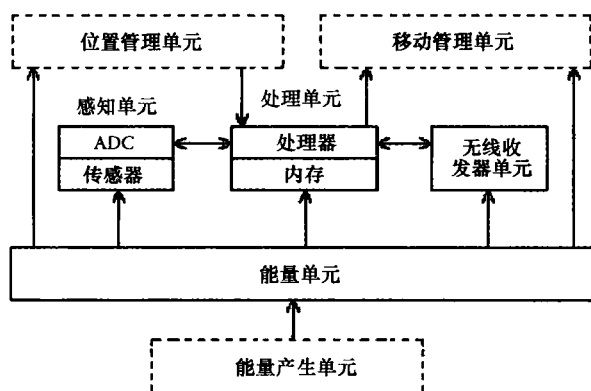 位置管理单元
移动管理单元
感知单元
处理单元
ADC
传感器
处理器
内存
无线收
发器单元
能量单元
能量产生单元